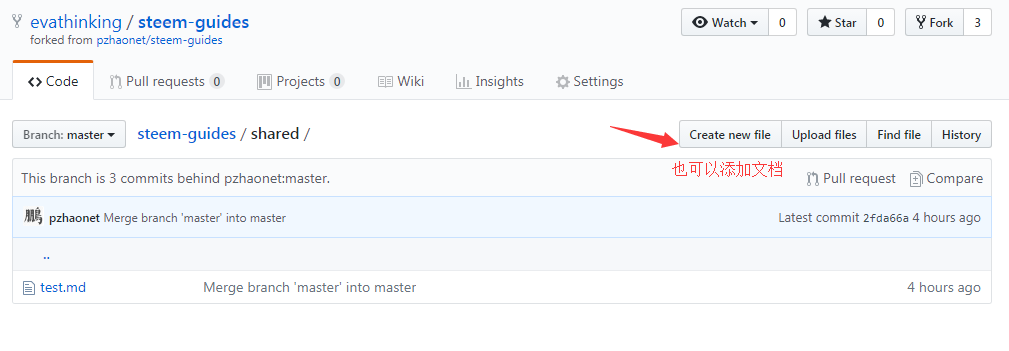 evathinking / steem-guides
Watch 0 Star 0 Fork 3
forked from pzhaonet/steem-guides
Code Pull requests 0 Projects 0 Wiki Insights Settings
Branch: master steem-guides / shared / Create new file Upload files Find file History
也可以添加文档
This branch is 3 commits behind pzhaonet:master. Pull request Compare
鹏 pzhaonet Merge branch 'master' into master Latest commit 2fda66a 4 hours ago
..
test.md Merge branch 'master' into master 4 hours ago